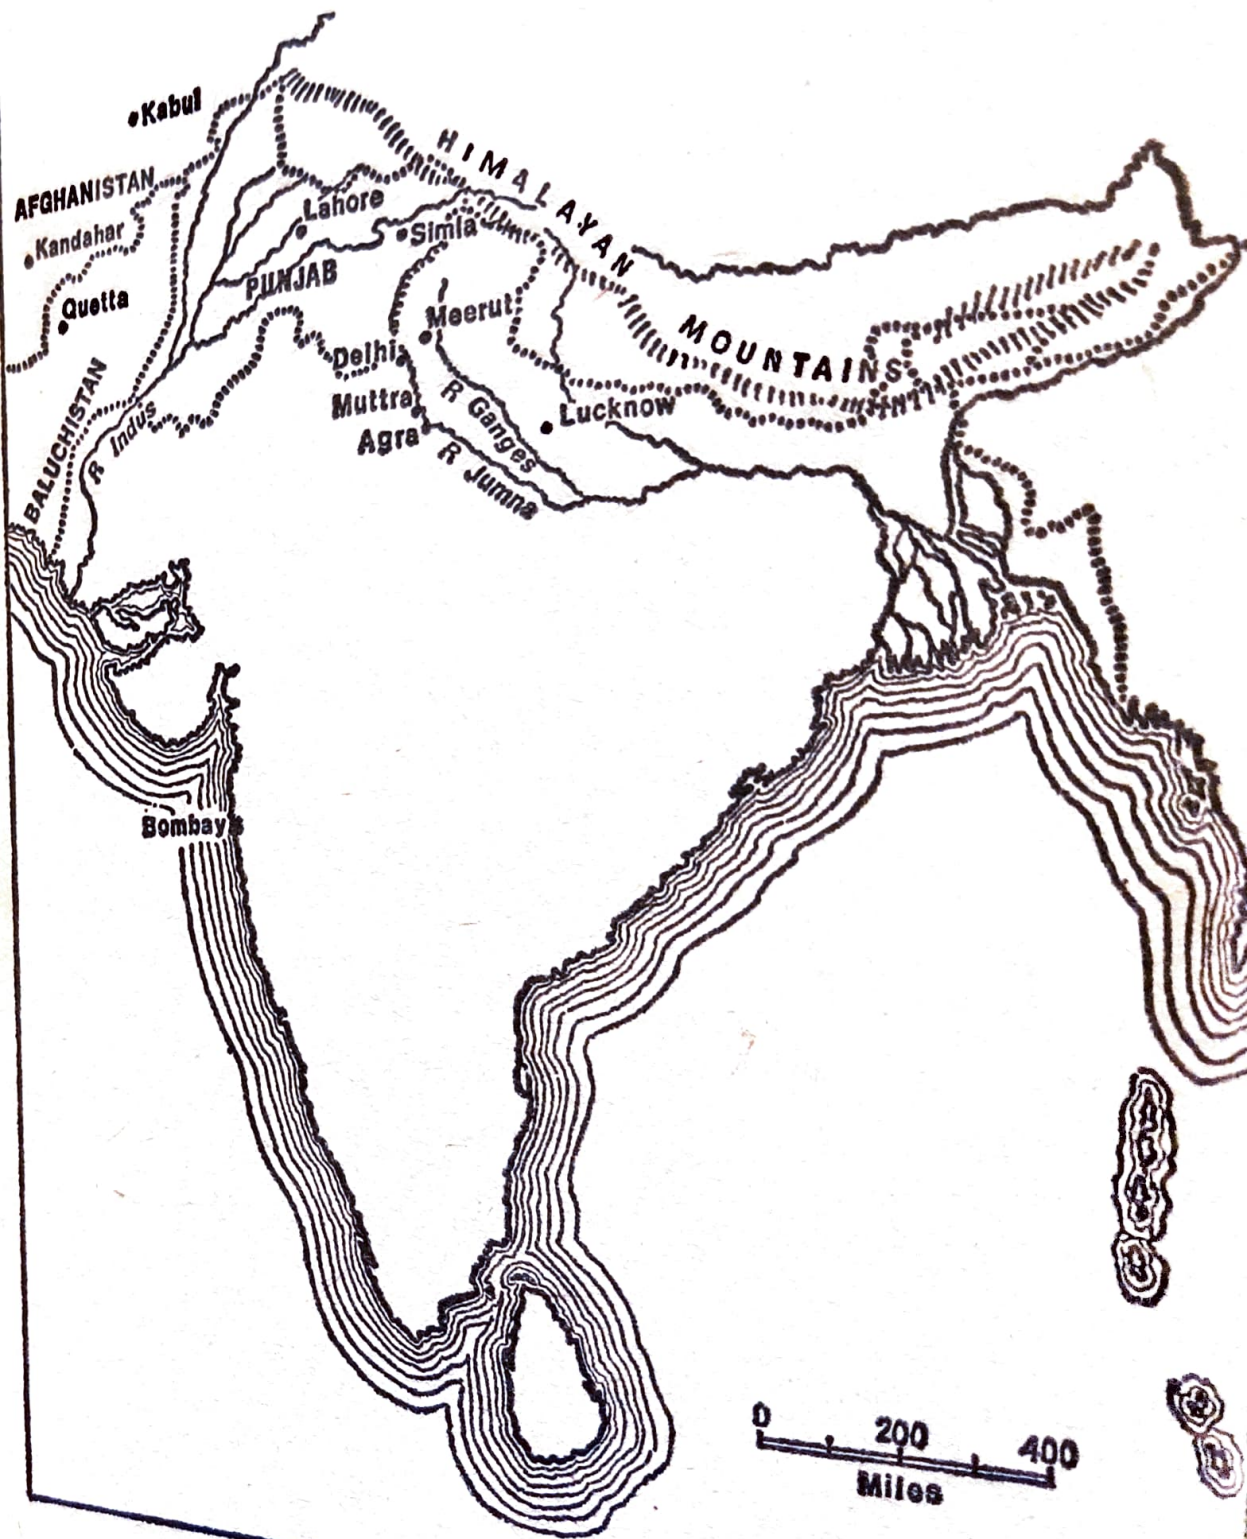 Kabul
HIMALAYAN
AFGHANISTAN
Lahore
Kandahar
Simla
PUNJAB
Quetta
Meerut
MOUNTAINS
Delhi
BALUCHISTAN
Muttra
R Ganges
Lucknow
R Indus
Agra
R Jumna
Bombay
0 200 400
Miles